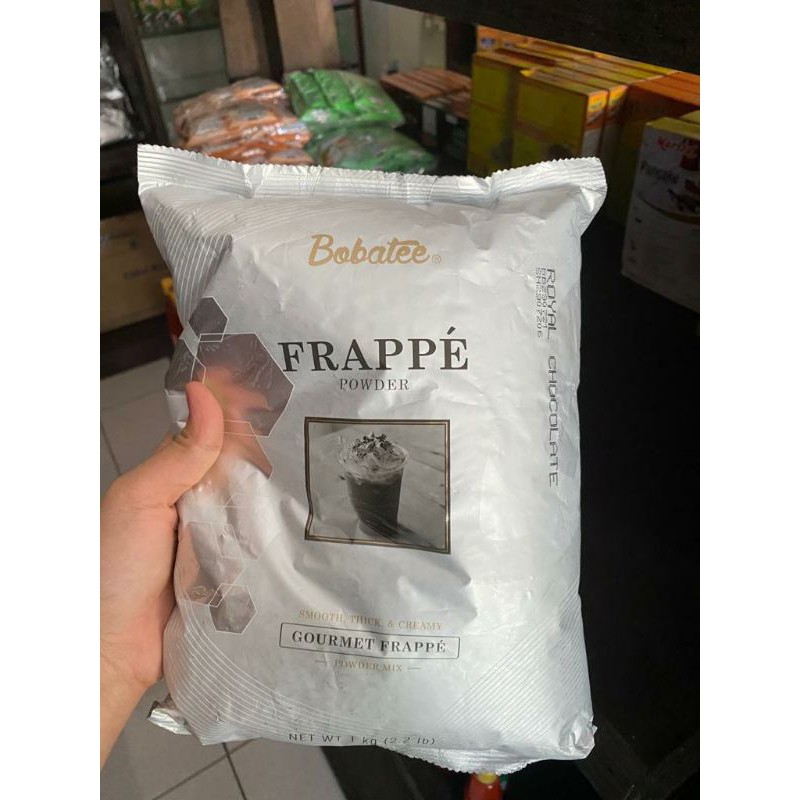 Bobatee®
FRAPPÉ
POWDER
SMOOTH, THICK, & CREAMY
GOURMET FRAPPÉ
POWDER MIX
NET WT 1 kg (2.2 lb)
ROYAL CHOCOLATE
Pancake